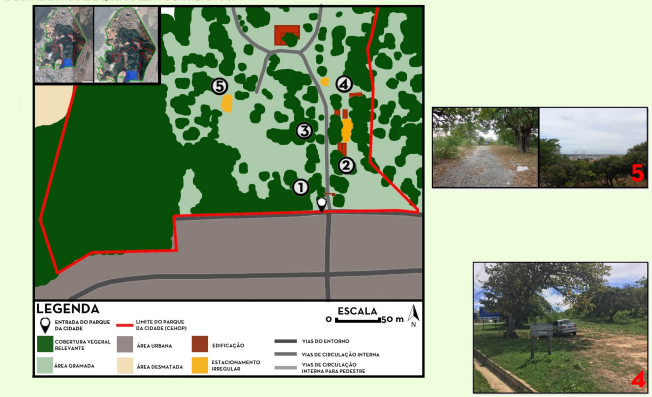 5
4
3
2
1
5
4
LEGENDA
ENTRADA DO PARQUE
DA CIDADE
LIMITE DO PARQUE
DA CIDADE (CEHOP)
ESCALA
0 50 m
N
COBERTURA VEGERAL
RELEVANTE
ÁREA URBANA
EDIFICAÇÃO
VIAS DO ENTORNO
VIAS DE CIRCULAÇÃO INTERNA
ÁREA GRAMADA
ÁREA DESMATADA
ESTACIONAMENTO
IRREGULAR
VIAS DE CIRCULAÇÃO
INTERNA PARA PEDESTRE